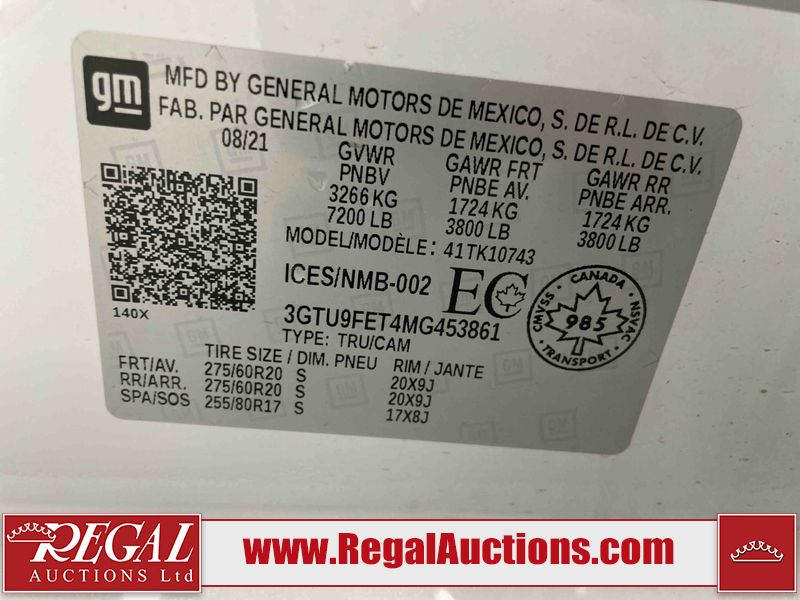 gm
MFD BY GENERAL MOTORS DE MEXICO, S. DE R.L. DE C.V.
FAB. PAR GENERAL MOTORS DE MEXICO, S. DE R.L. DE C.V.
08/21 GVWR GAWR FRT GAWR RR
PNBV PNBE AV. PNBE ARR.
3266 KG 1724 KG 1724 KG
7200 LB 3800 LB 3800 LB
MODEL/MODÈLE: 41TK10743
ICES/NMB-002 EC
CANADA
CMVSS 985 NSVAC
TRANSPORT
140X
3GTU9FET4MG453861
TYPE: TRU/CAM
TIRE SIZE / DIM. PNEU RIM / JANTE
FRT/AV. 275/60R20 S 20X9J
RR/ARR. 275/60R20 S 20X9J
SPA/SOS 255/80R17 S 17X8J
REGAL
AUCTIONS Ltd
www.RegalAuctions.com